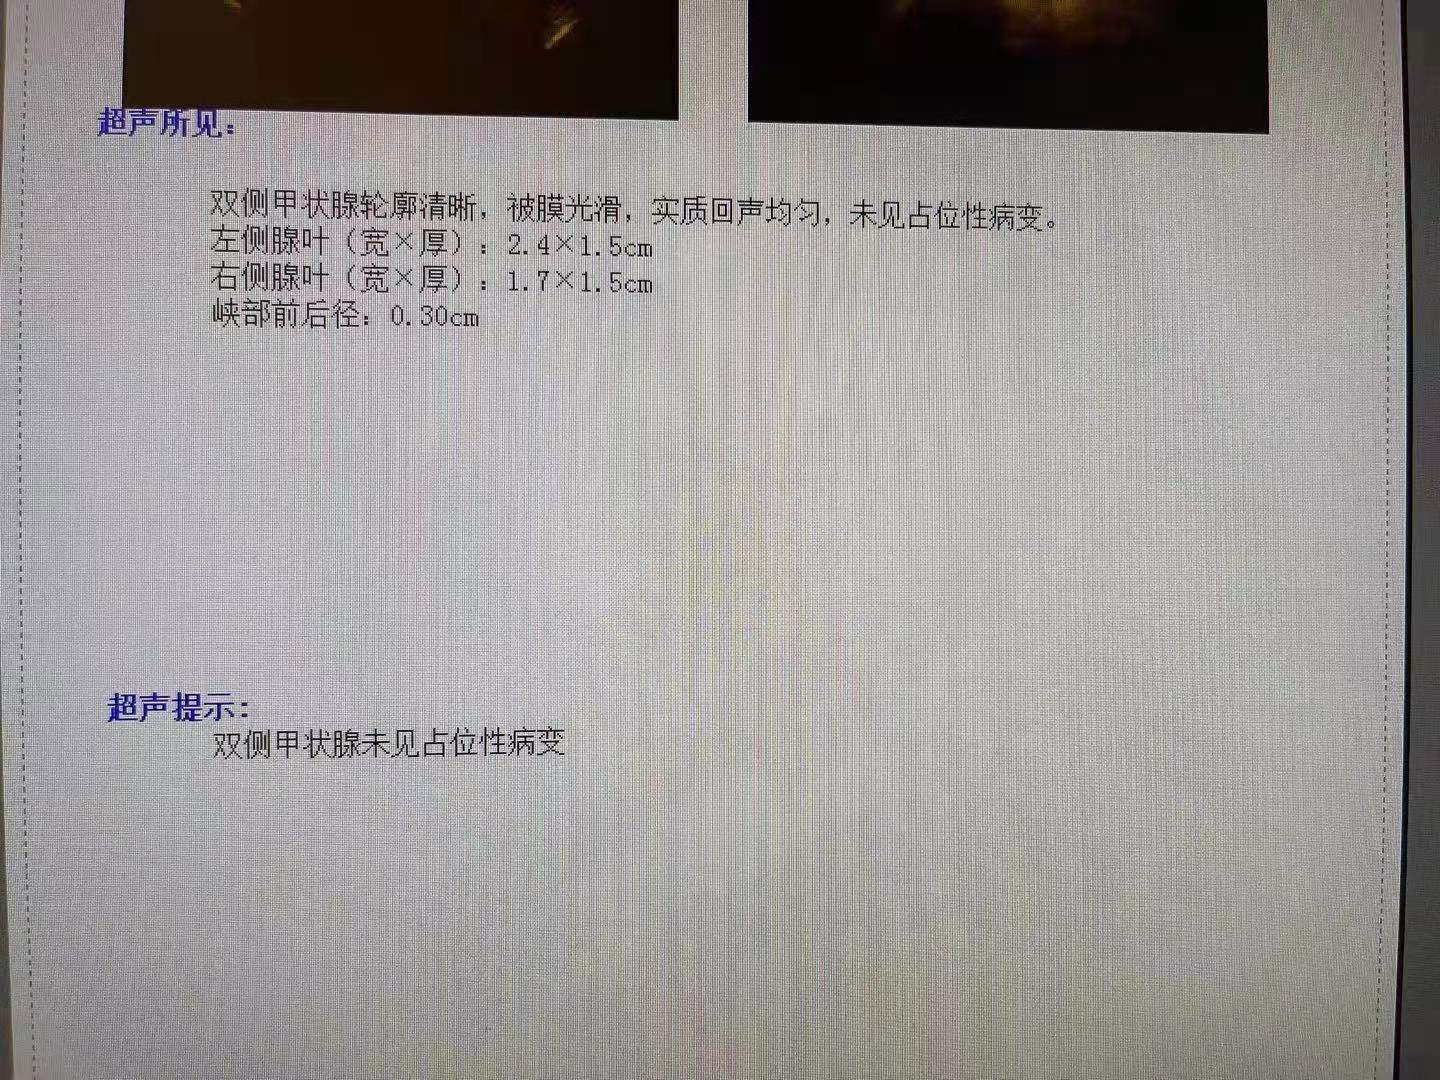 超声所见：
双侧甲状腺轮廓清晰，被膜光滑，实质回声均匀，未见占位性病变。
左侧腺叶（宽×厚）：2.4×1.5cm
右侧腺叶（宽×厚）：1.7×1.5cm
峡部前后径：0.30cm
超声提示：
双侧甲状腺未见占位性病变